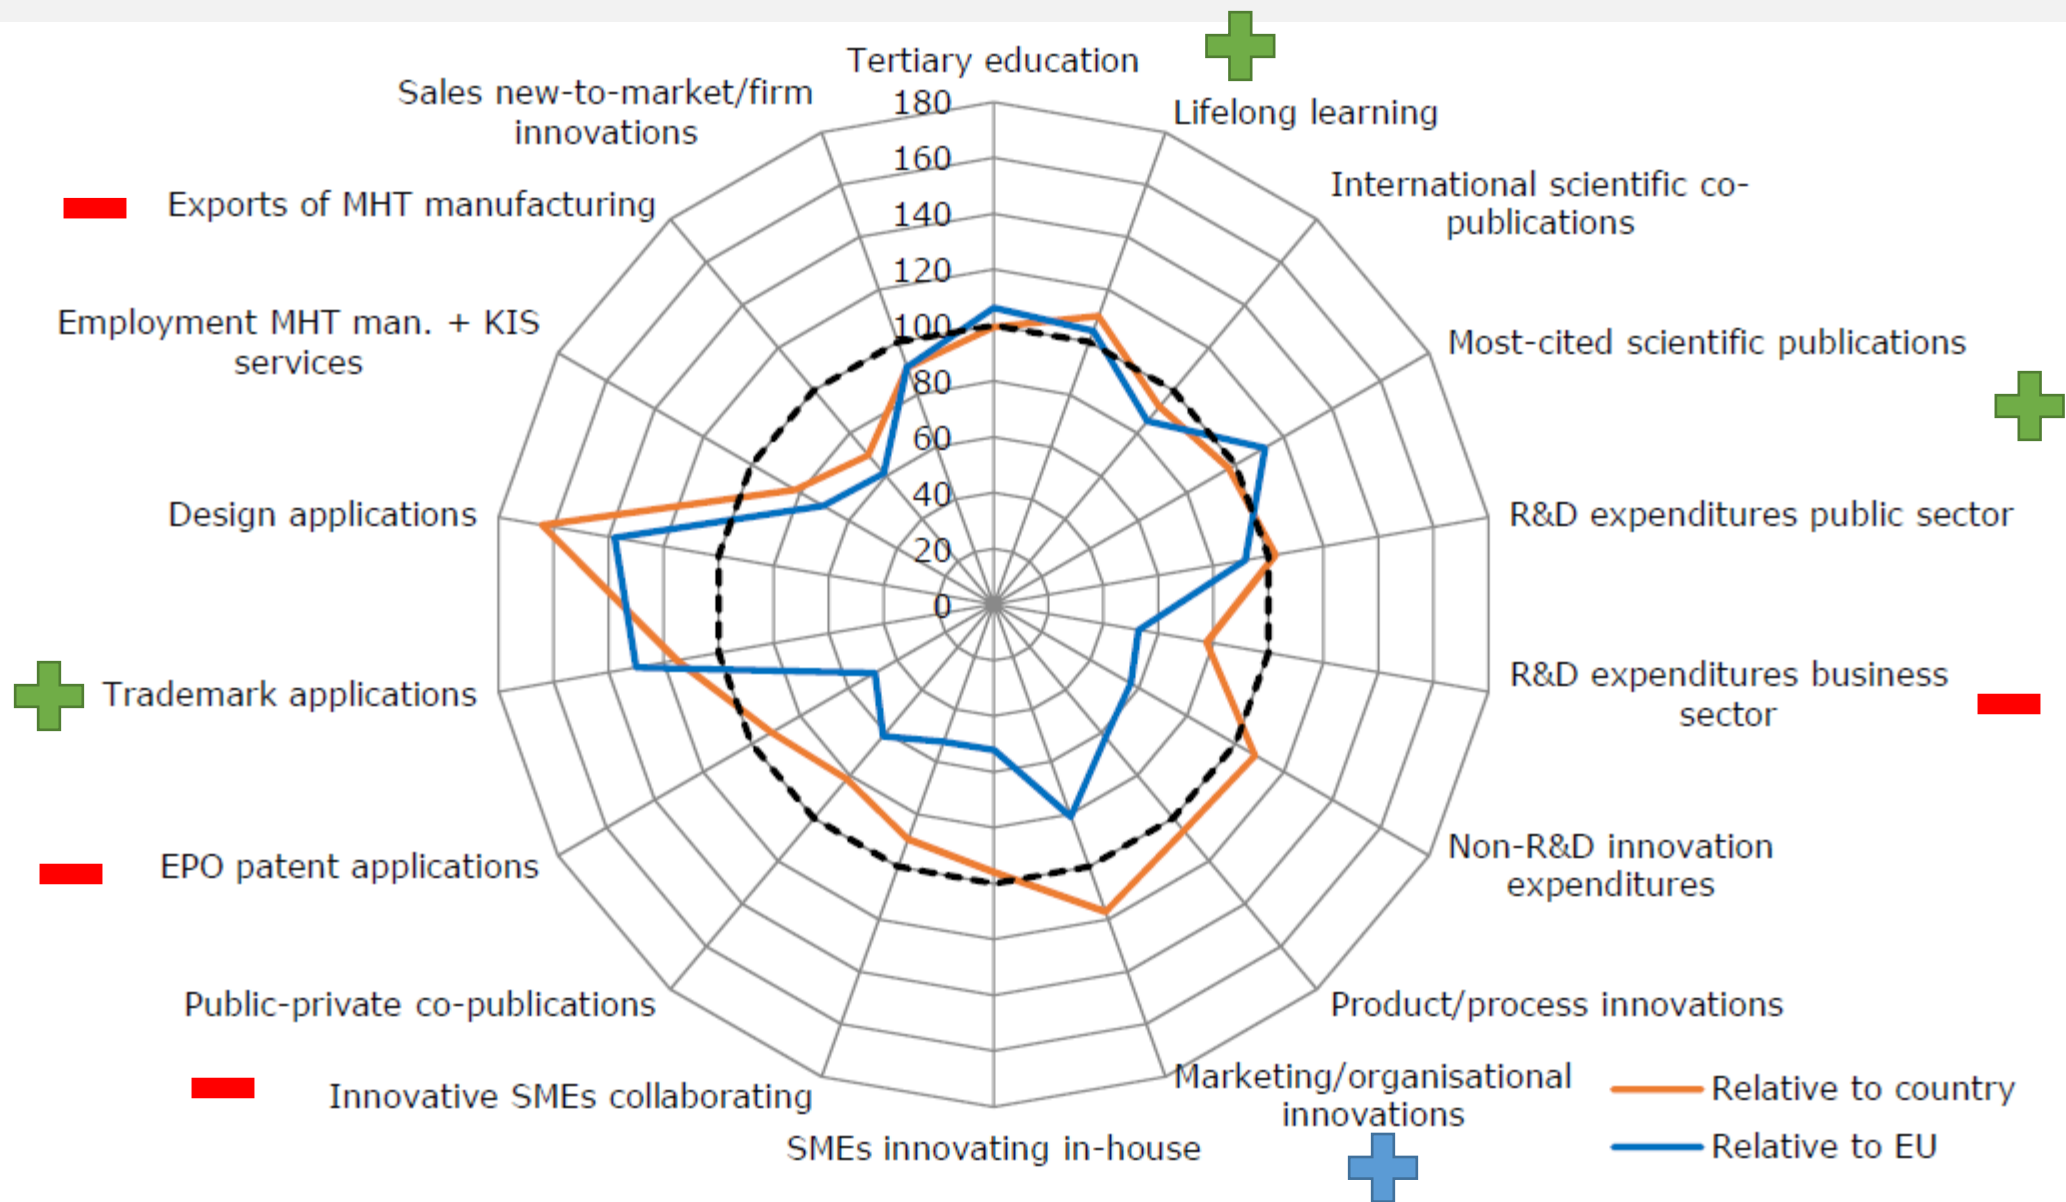 Tertiary education
Sales new-to-market/firm
innovations
Lifelong learning
International scientific co-
publications
Exports of MHT manufacturing
Most-cited scientific publications
Employment MHT man. + KIS
services
Design applications
R&D expenditures public sector
Trademark applications
R&D expenditures business
sector
EPO patent applications
Non-R&D innovation
expenditures
Public-private co-publications
Product/process innovations
Innovative SMEs collaborating
Marketing/organisational
innovations
SMEs innovating in-house
180
160
140
120
100
80
60
40
20
0
Relative to country
Relative to EU